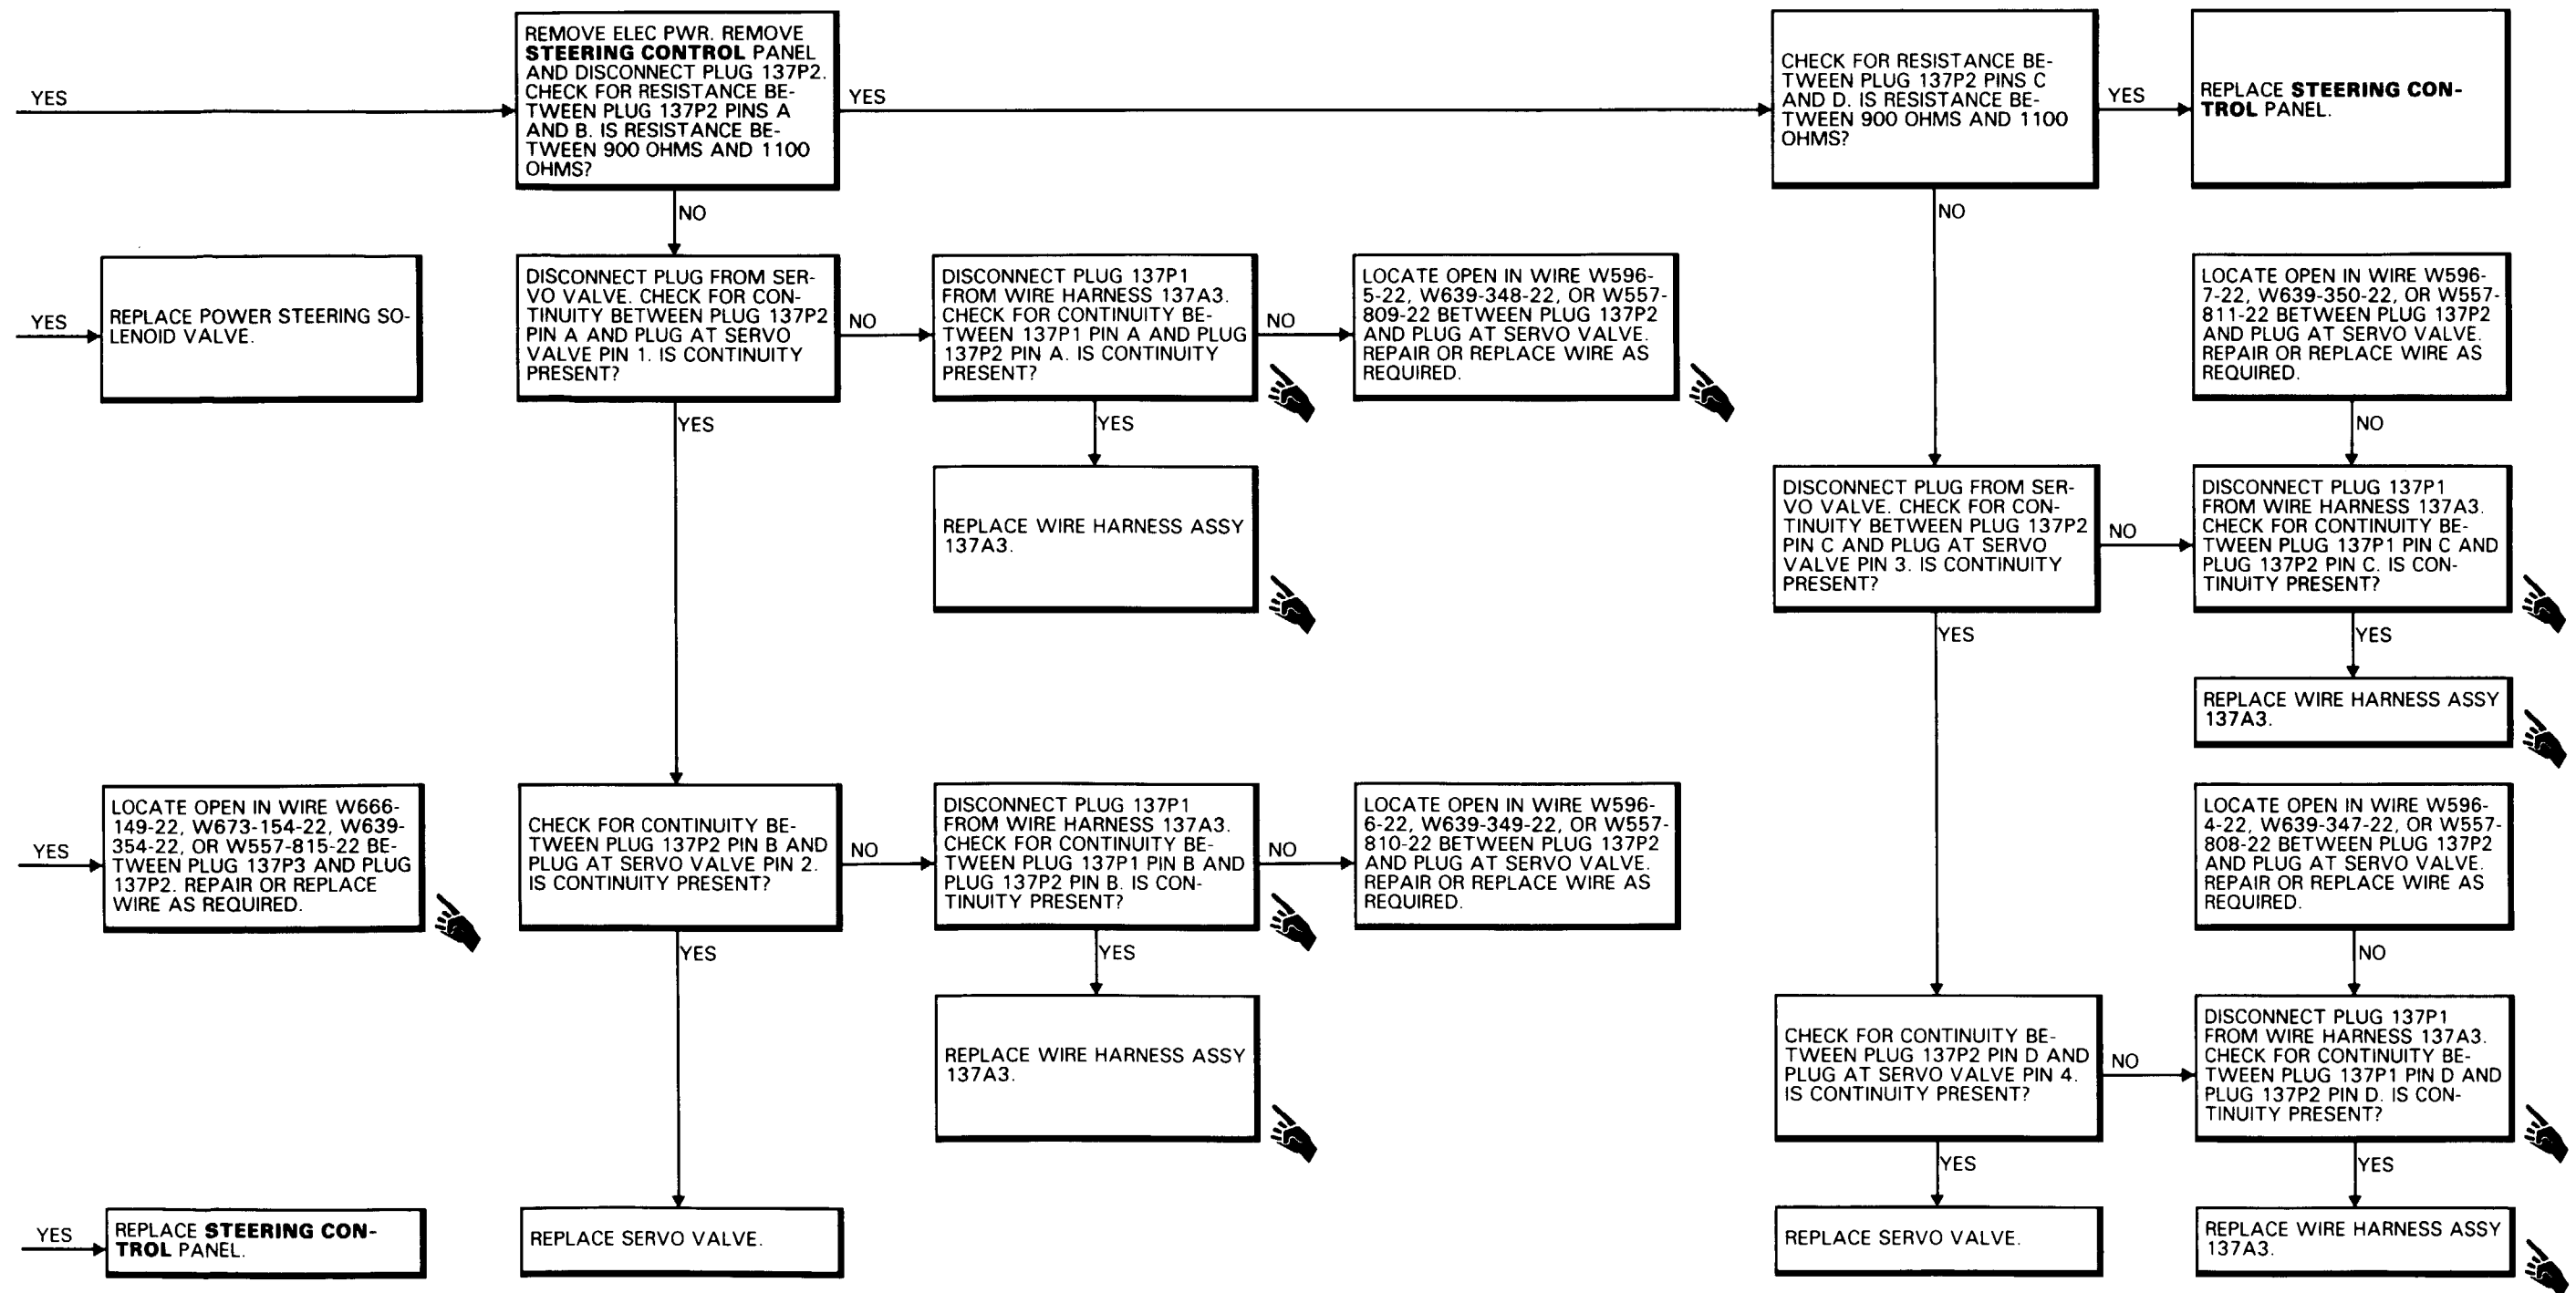 YES
REMOVE ELEC PWR. REMOVE
STEERING CONTROL PANEL
AND DISCONNECT PLUG 137P2.
CHECK FOR RESISTANCE BE-
TWEEN PLUG 137P2 PINS A
AND B. IS RESISTANCE BE-
TWEEN 900 OHMS AND 1100
OHMS?
YES
CHECK FOR RESISTANCE BE-
TWEEN PLUG 137P2 PINS C
AND D. IS RESISTANCE BE-
TWEEN 900 OHMS AND 1100
OHMS?
YES
REPLACE STEERING CON-
TROL PANEL.
NO
NO
YES
REPLACE POWER STEERING SO-
LENOID VALVE.
DISCONNECT PLUG FROM SER-
VO VALVE. CHECK FOR CON-
TINUITY BETWEEN PLUG 137P2
PIN A AND PLUG AT SERVO
VALVE PIN 1. IS CONTINUITY
PRESENT?
NO
DISCONNECT PLUG 137P1
FROM WIRE HARNESS 137A3.
CHECK FOR CONTINUITY BE-
TWEEN 137P1 PIN A AND PLUG
137P2 PIN A. IS CONTINUITY
PRESENT?
NO
LOCATE OPEN IN WIRE W596-
5-22, W639-348-22, OR W557-
809-22 BETWEEN PLUG 137P2
AND PLUG AT SERVO VALVE.
REPAIR OR REPLACE WIRE AS
REQUIRED.
LOCATE OPEN IN WIRE W596-
7-22, W639-350-22, OR W557-
811-22 BETWEEN PLUG 137P2
AND PLUG AT SERVO VALVE.
REPAIR OR REPLACE WIRE AS
REQUIRED.
YES
YES
NO
REPLACE WIRE HARNESS ASSY
137A3.
DISCONNECT PLUG FROM SER-
VO VALVE. CHECK FOR CON-
TINUITY BETWEEN PLUG 137P2
PIN C AND PLUG AT SERVO
VALVE PIN 3. IS CONTINUITY
PRESENT?
NO
DISCONNECT PLUG 137P1
FROM WIRE HARNESS 137A3.
CHECK FOR CONTINUITY BE-
TWEEN PLUG 137P1 PIN C AND
PLUG 137P2 PIN C. IS CON-
TINUITY PRESENT?
YES
YES
REPLACE WIRE HARNESS ASSY
137A3.
YES
LOCATE OPEN IN WIRE W666-
149-22, W673-154-22, W639-
354-22, OR W557-815-22 BE-
TWEEN PLUG 137P3 AND PLUG
137P2. REPAIR OR REPLACE
WIRE AS REQUIRED.
CHECK FOR CONTINUITY BE-
TWEEN PLUG 137P2 PIN B AND
PLUG AT SERVO VALVE PIN 2.
IS CONTINUITY PRESENT?
NO
DISCONNECT PLUG 137P1
FROM WIRE HARNESS 137A3.
CHECK FOR CONTINUITY BE-
TWEEN PLUG 137P1 PIN B AND
PLUG 137P2 PIN B. IS CON-
TINUITY PRESENT?
NO
LOCATE OPEN IN WIRE W596-
6-22, W639-349-22, OR W557-
810-22 BETWEEN PLUG 137P2
AND PLUG AT SERVO VALVE.
REPAIR OR REPLACE WIRE AS
REQUIRED.
LOCATE OPEN IN WIRE W596-
4-22, W639-347-22, OR W557-
808-22 BETWEEN PLUG 137P2
AND PLUG AT SERVO VALVE.
REPAIR OR REPLACE WIRE AS
REQUIRED.
YES
YES
NO
REPLACE WIRE HARNESS ASSY
137A3.
CHECK FOR CONTINUITY BE-
TWEEN PLUG 137P2 PIN D AND
PLUG AT SERVO VALVE PIN 4.
IS CONTINUITY PRESENT?
NO
DISCONNECT PLUG 137P1
FROM WIRE HARNESS 137A3.
CHECK FOR CONTINUITY BE-
TWEEN PLUG 137P1 PIN D AND
PLUG 137P2 PIN D. IS CON-
TINUITY PRESENT?
YES
YES
YES
REPLACE STEERING CON-
TROL PANEL.
REPLACE SERVO VALVE.
REPLACE SERVO VALVE.
REPLACE WIRE HARNESS ASSY
137A3.